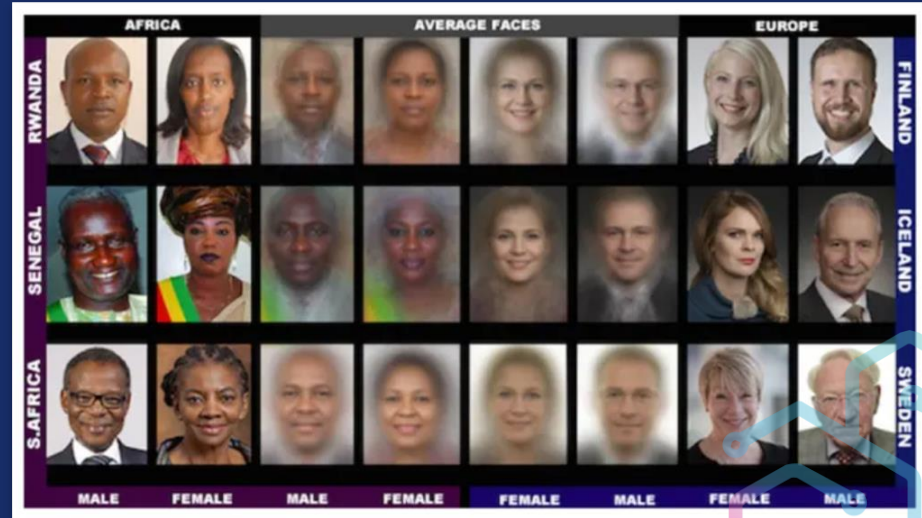 AFRICA
AVERAGE FACES
EUROPE
RWANDA
FINLAND
SENEGAL
ICELAND
S.AFRICA
SWEDEN
MALE FEMALE MALE FEMALE FEMALE MALE FEMALE MALE